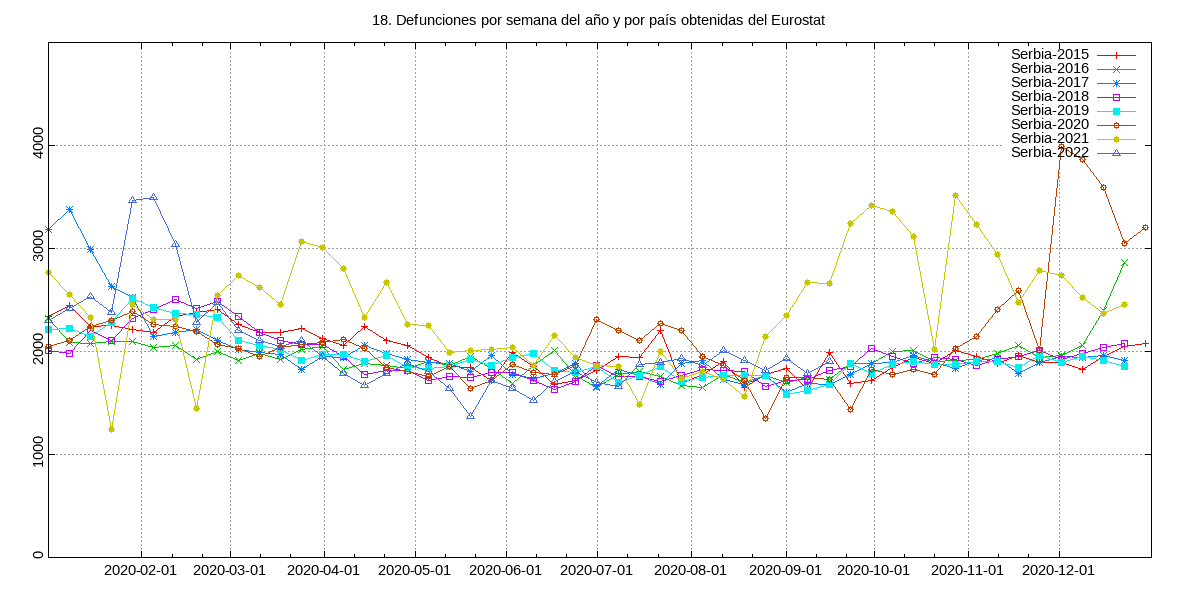 18. Defunciones por semana del año y por país obtenidas del Eurostat
Serbia-2015
Serbia-2016
Serbia-2017
Serbia-2018
Serbia-2019
Serbia-2020
Serbia-2021
Serbia-2022
4000
3000
2000
1000
0
2020-02-01 2020-03-01 2020-04-01 2020-05-01 2020-06-01 2020-07-01 2020-08-01 2020-09-01 2020-10-01 2020-11-01 2020-12-01